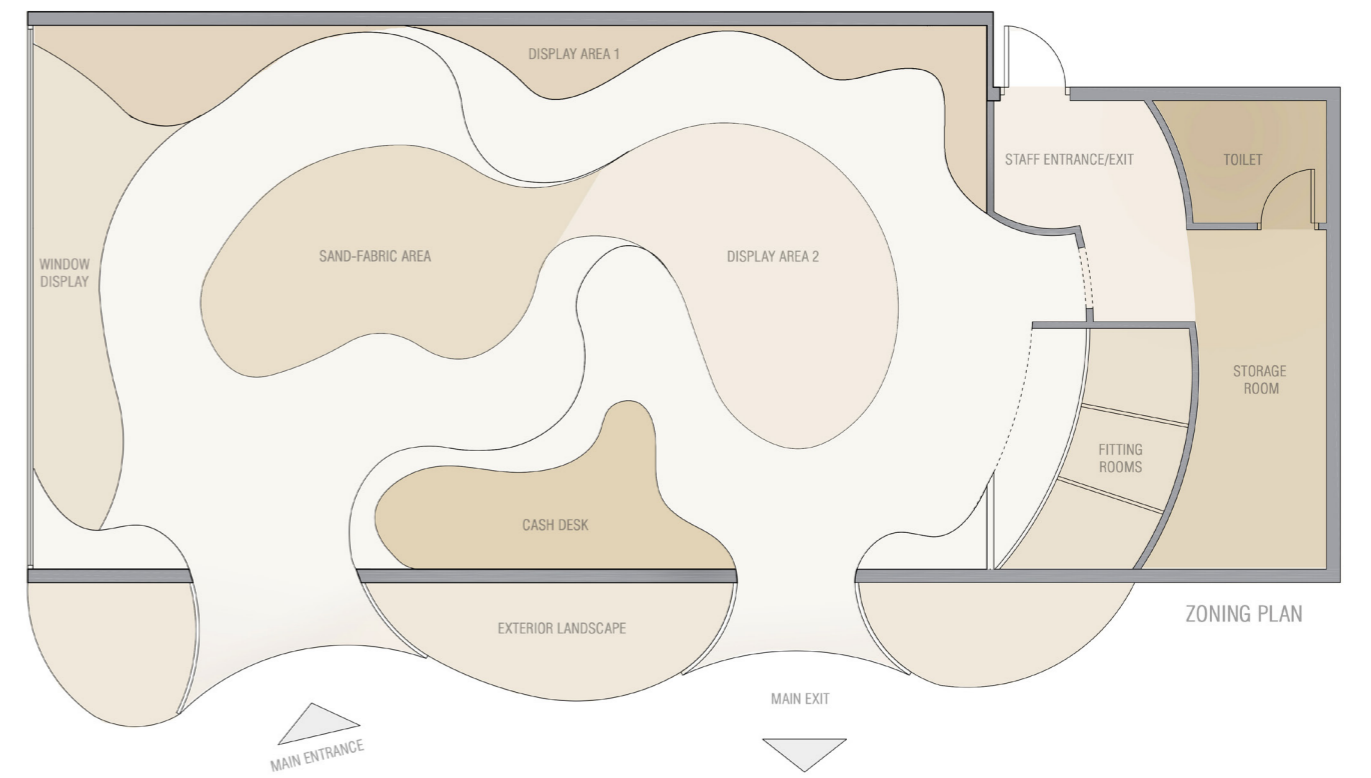 DISPLAY AREA 1
STAFF ENTRANCE/EXIT
TOILET
WINDOW
DISPLAY
SAND-FABRIC AREA
DISPLAY AREA 2
STORAGE
ROOM
FITTING
ROOMS
CASH DESK
EXTERIOR LANDSCAPE
ZONING PLAN
MAIN EXIT
MAIN ENTRANCE